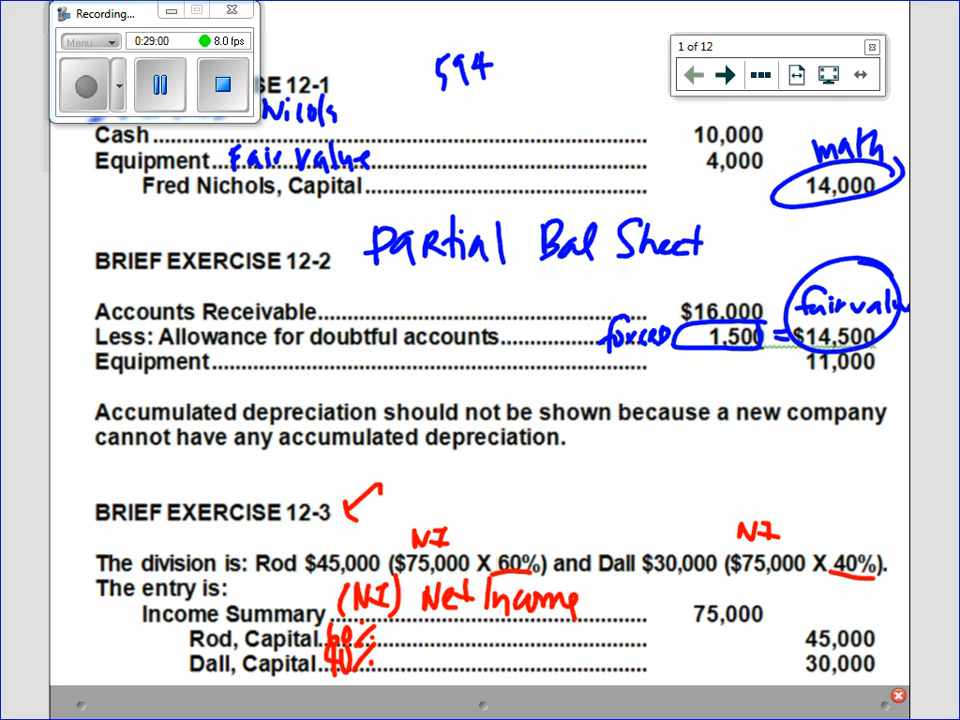 Recording...
Menu
0:29:00
8.0 fps
1 of 12
594
SE 12-1
Nicols
Cash 10,000
Equipment Fair Value 4,000
math
Fred Nichols, Capital 14,000
Partial Bal Sheet
BRIEF EXERCISE 12-2
fair valu
Accounts Receivable $16,000
Less: Allowance for doubtful accounts forced 1,500 = $14,500
Equipment 11,000
Accumulated depreciation should not be shown because a new company
cannot have any accumulated depreciation.
BRIEF EXERCISE 12-3
NI NI
The division is: Rod $45,000 ($75,000 X 60%) and Dall $30,000 ($75,000 X 40%).
The entry is:
(NI) Net Income
Income Summary 75,000
Rod, Capital 60% 45,000
Dall, Capital 40% 30,000